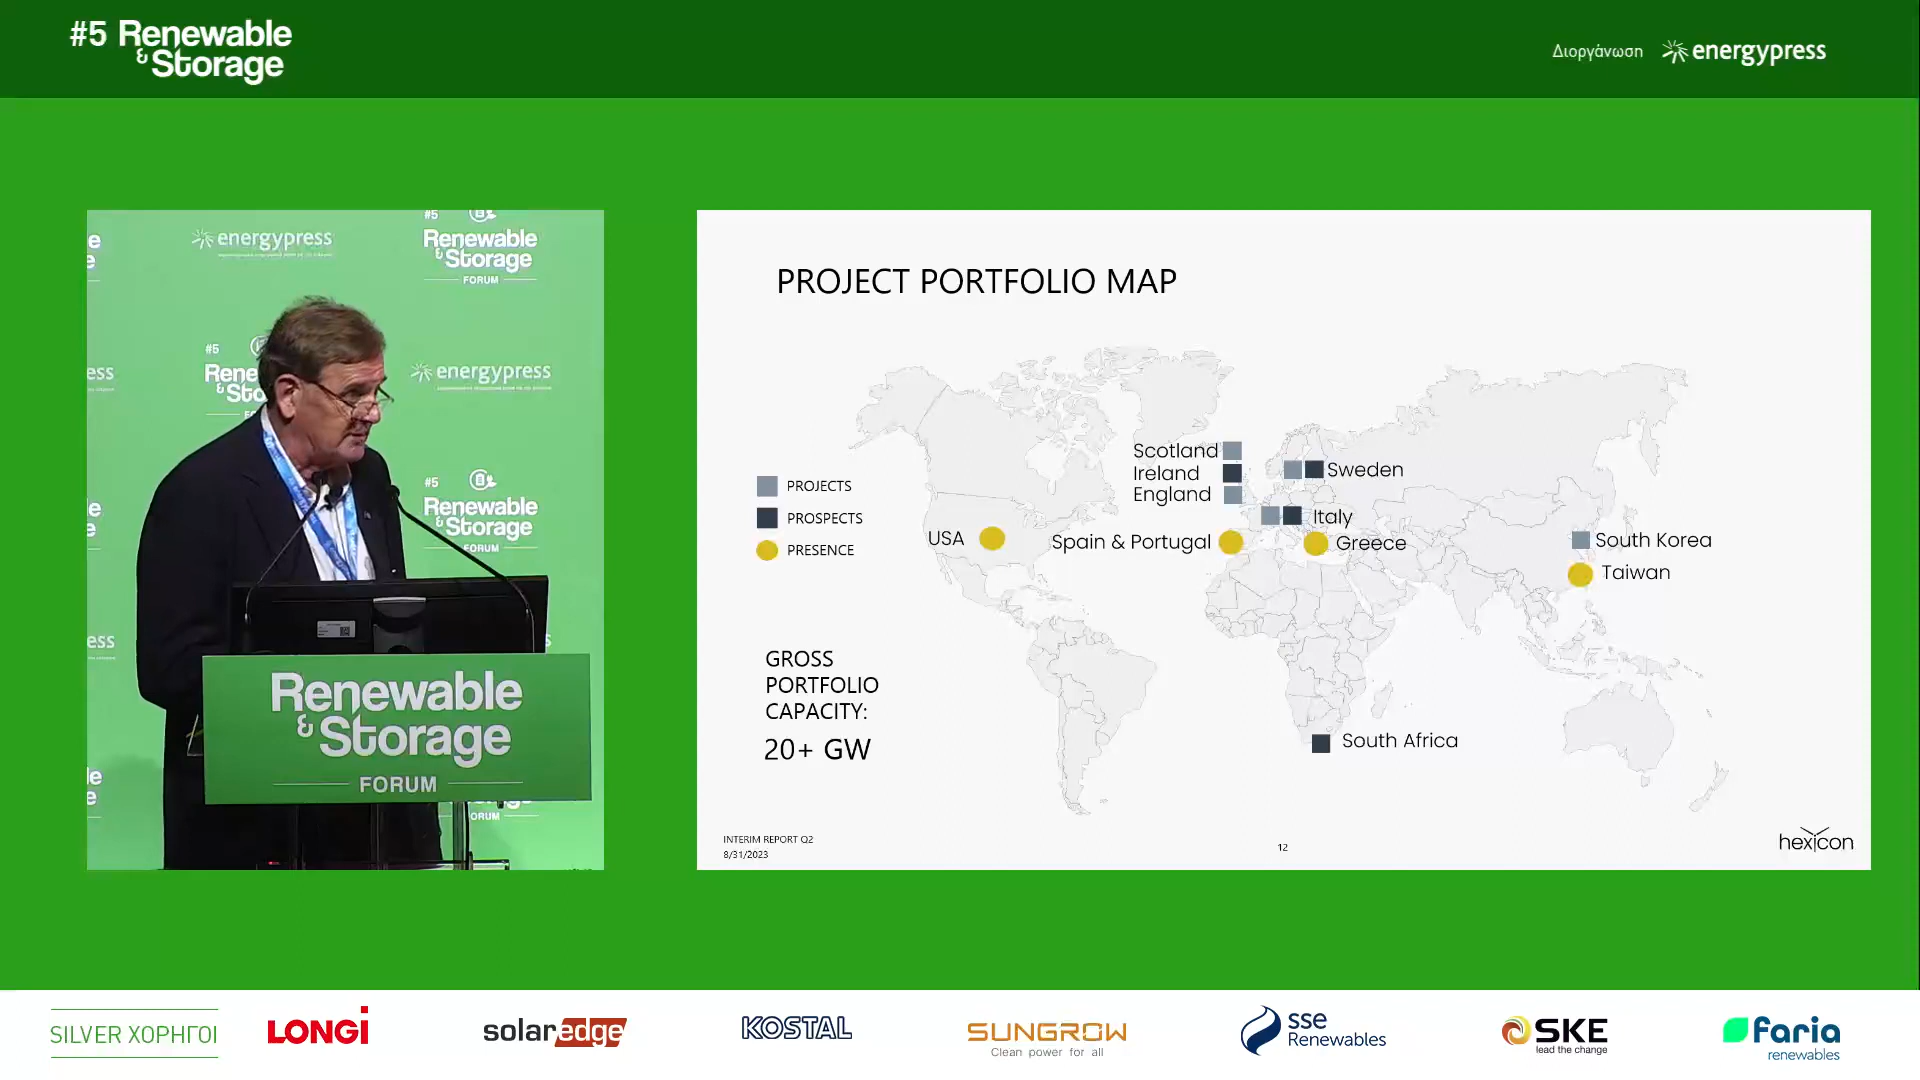 #5 Renewable
& Storage
Διοργάνωση energypress
#5
energypress
Renewable
& Storage
FORUM
#5
energypress
ess
#5
Renewable
& Storage
FORUM
ess
Renewable
& Storage
FORUM
PROJECT PORTFOLIO MAP
PROJECTS
PROSPECTS
PRESENCE
Scotland
Ireland
England
Sweden
Italy
USA
Spain & Portugal
Greece
South Korea
Taiwan
South Africa
GROSS
PORTFOLIO
CAPACITY:
20+ GW
INTERIM REPORT Q2
8/31/2023
12
hexicon
SILVER ΧΟΡΗΓΟΙ
LONGi
solaredge
KOSTAL
SUNGROW
Clean power for all
sse
Renewables
SKE
lead the change
faria
renewables